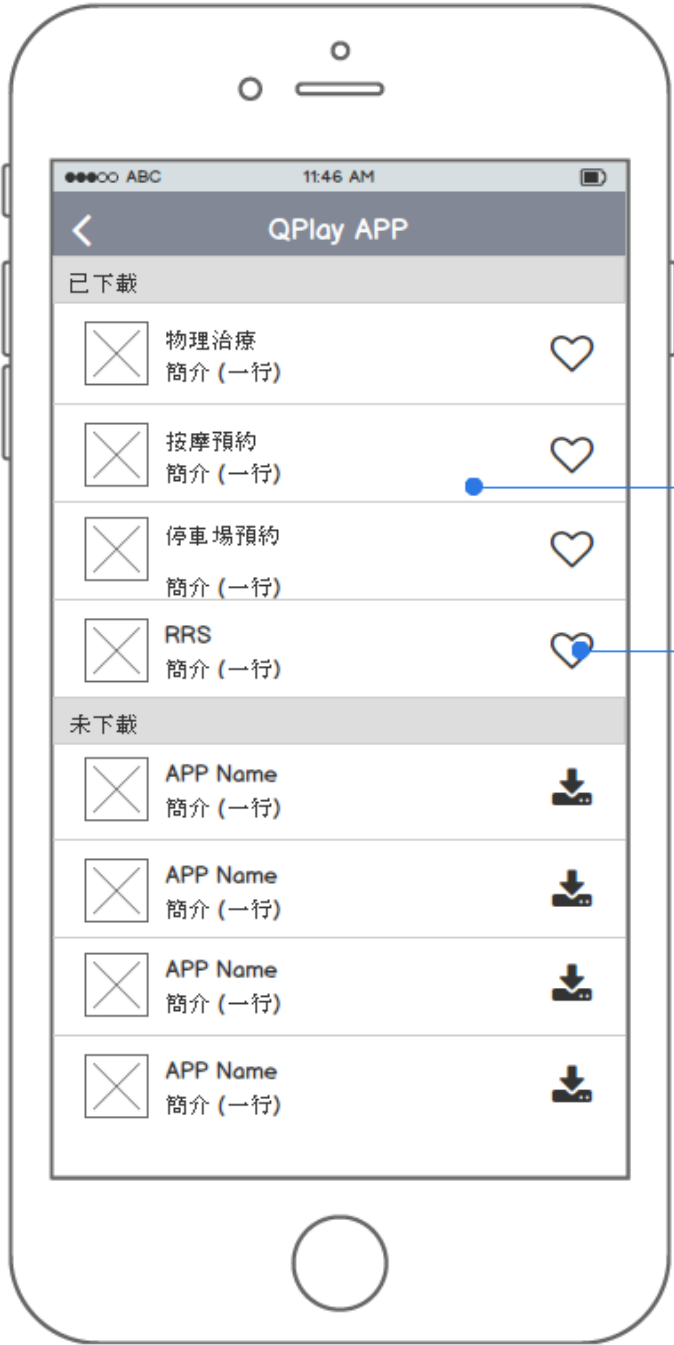 ABC 11:46 AM
QPlay APP
已下載
物理治療
簡介 (一行)
按摩預約
簡介 (一行)
停車場預約
簡介 (一行)
RRS
簡介 (一行)
未下載
APP Name
簡介 (一行)
APP Name
簡介 (一行)
APP Name
簡介 (一行)
APP Name
簡介 (一行)